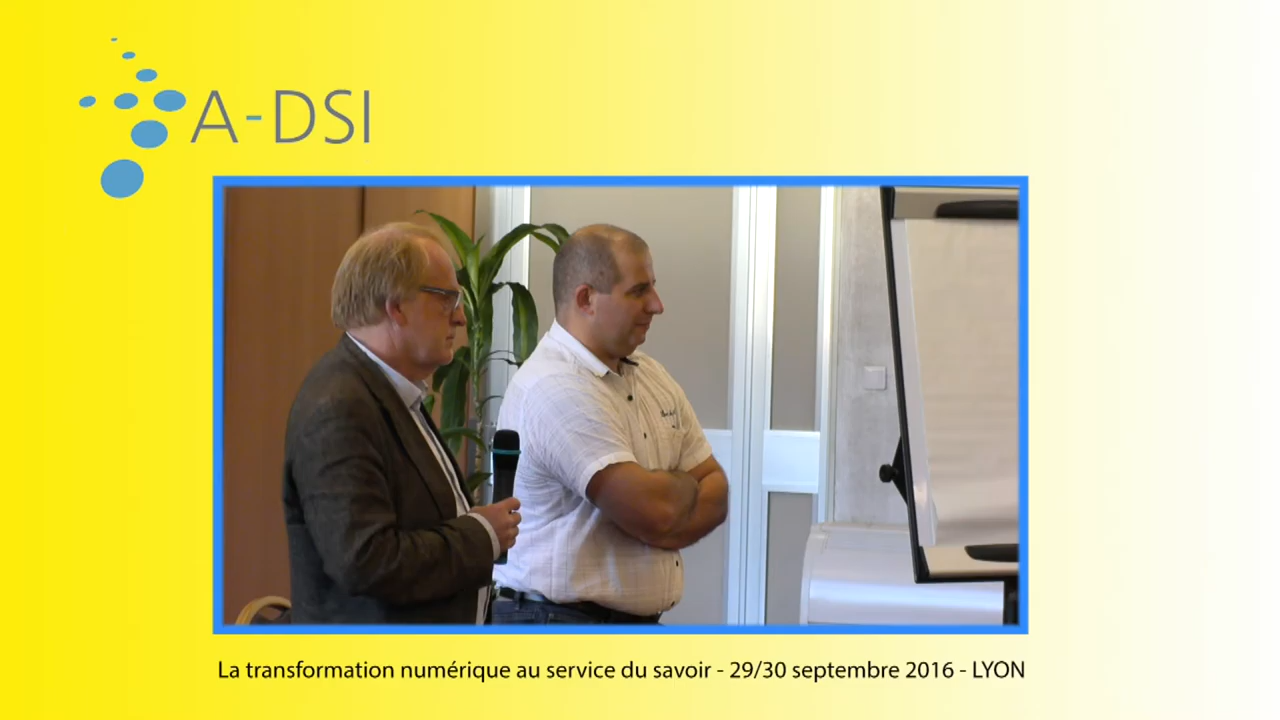 A-DSI
La transformation numérique au service du savoir - 29/30 septembre 2016 - LYON